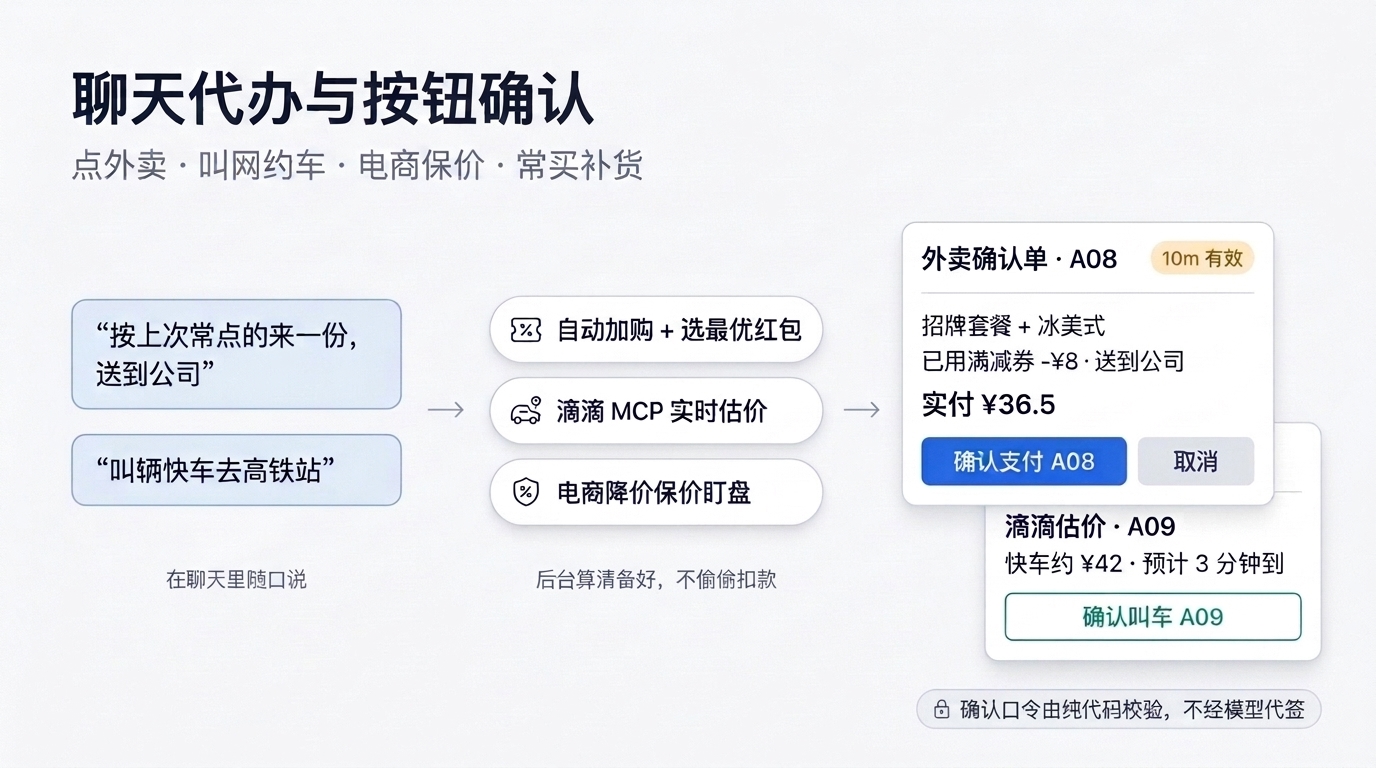 聊天代办与按钮确认
点外卖 · 叫网约车 · 电商保价 · 常买补货
“按上次常点的来一份，
送到公司”
“叫辆快车去高铁站”
在聊天里随口说
自动加购 + 选最优红包
滴滴 MCP 实时估价
电商降价保价盯盘
后台算清备好，不偷偷扣款
外卖确认单 · A08
10m 有效
招牌套餐 + 冰美式
已用满减券 -¥8 · 送到公司
实付 ¥36.5
确认支付 A08
取消
滴滴估价 · A09
快车约 ¥42 · 预计 3 分钟到
确认叫车 A09
确认口令由纯代码校验，不经模型代签